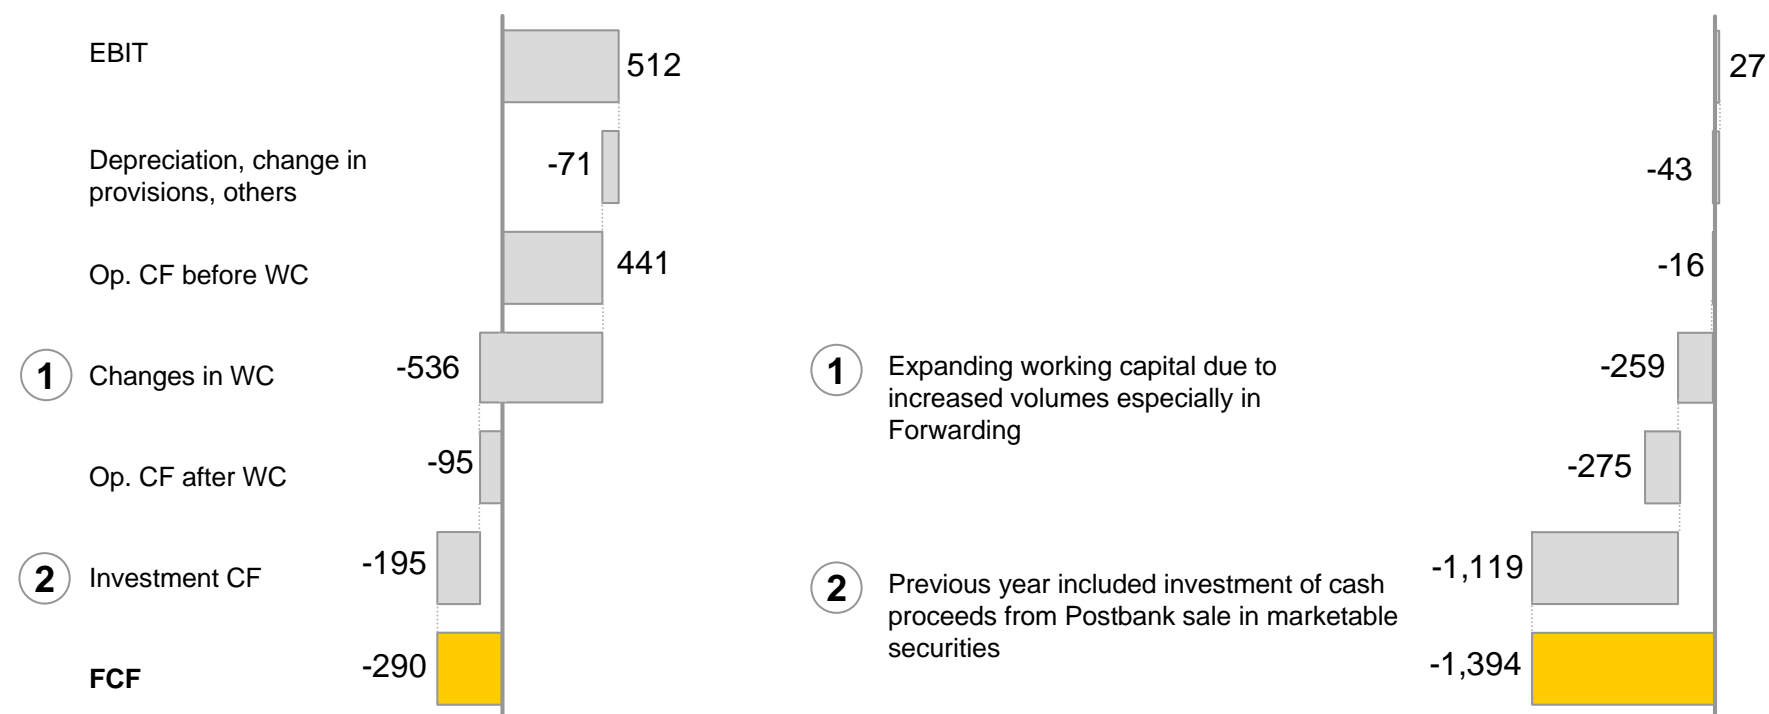 EBIT
512
27
Depreciation, change in
provisions, others
-71
-43
Op. CF before WC
441
-16
1
Changes in WC
-536
1
Expanding working capital due to
increased volumes especially in
Forwarding
-259
Op. CF after WC
-95
-275
2
Investment CF
-195
2
Previous year included investment of cash
proceeds from Postbank sale in marketable
securities
-1,119
FCF
-290
-1,394